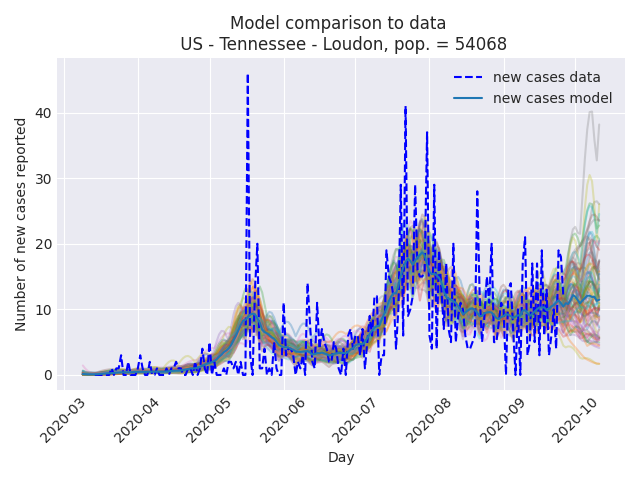 Model comparison to data
US - Tennessee - Loudon, pop. = 54068
new cases data
new cases model
Number of new cases reported
40
30
20
10
0
2020-03
2020-04
2020-05
2020-06
2020-07
2020-08
2020-09
2020-10
Day